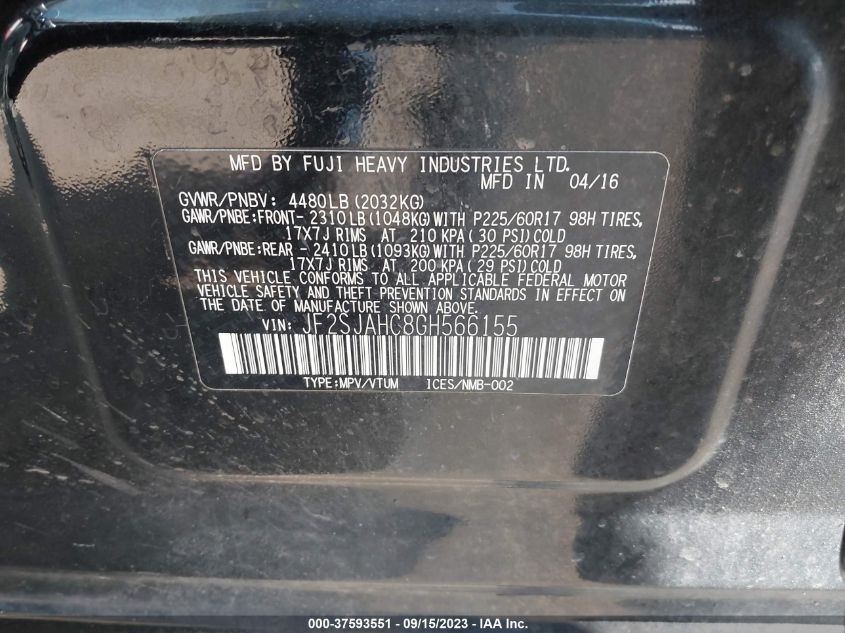 MFD BY FUJI HEAVY INDUSTRIES LTD.
MFD IN 04/16
GVWR/PNBV: 4480LB(2032KG)
GAWR/PNBE:FRONT- 2310LB(1048KG)WITH P225/60R17 98H TIRES,
17X7J RIMS AT 210 KPA(30 PSI)COLD
GAWR/PNBE:REAR - 2410LB(1093KG)WITH P225/60R17 98H TIRES,
17X7J RIMS AT 200 KPA(29 PSI)COLD
THIS VEHICLE CONFORMS TO ALL APPLICABLE FEDERAL MOTOR
VEHICLE SAFETY AND THEFT PREVENTION STANDARDS IN EFFECT ON
THE DATE OF MANUFACTURE SHOWN ABOVE.
VIN: JF2SJAHC8GH566155
TYPE:MPV/VTUM ICES/NMB-002
000-37593551 - 09/15/2023 - IAA Inc.